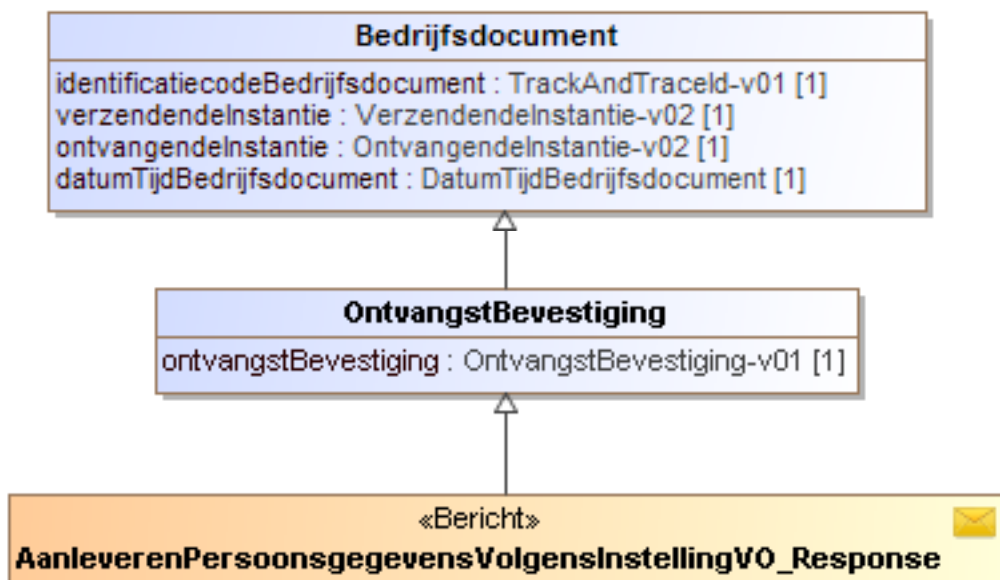 Bedrijfsdocument
identificatiecodeBedrijfsdocument : TrackAndTraceId-v01 [1]
verzendendeInstantie : VerzendendeInstantie-v02 [1]
ontvangendeInstantie : OntvangendeInstantie-v02 [1]
datumTijdBedrijfsdocument : DatumTijdBedrijfsdocument [1]
OntvangstBevestiging
ontvangstBevestiging : OntvangstBevestiging-v01 [1]
«Bericht»
AanleverenPersoonsgegevensVolgensInstellingVO_Response